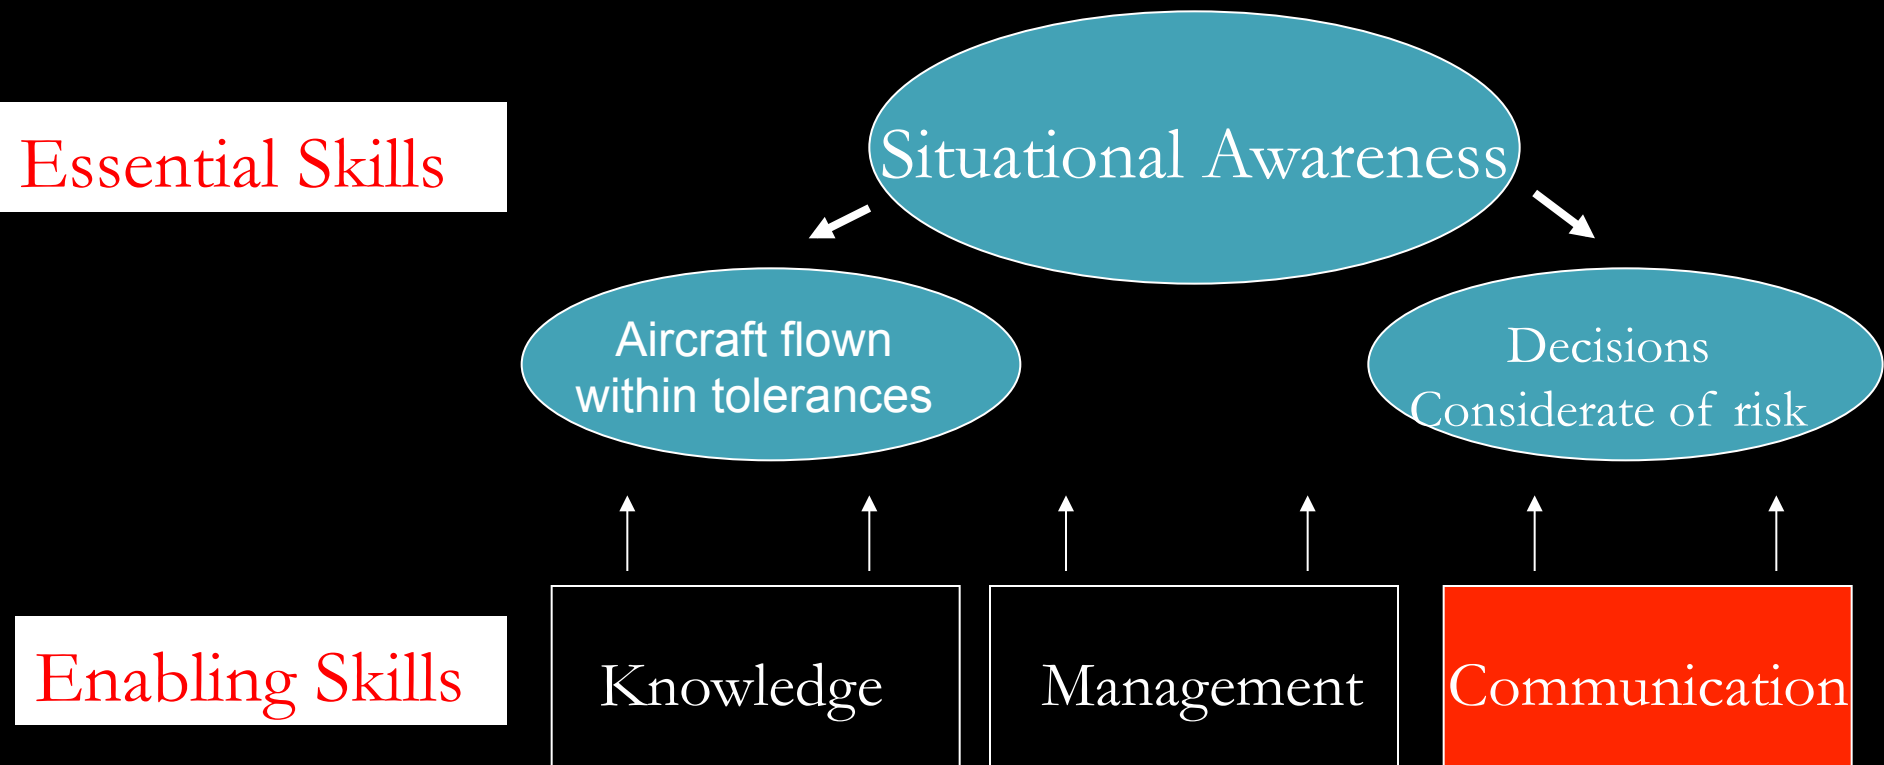 Situational Awareness
Essential Skills
Aircraft flown
within tolerances
Decisions
Considerate of risk
Enabling Skills
Knowledge
Management
Communication